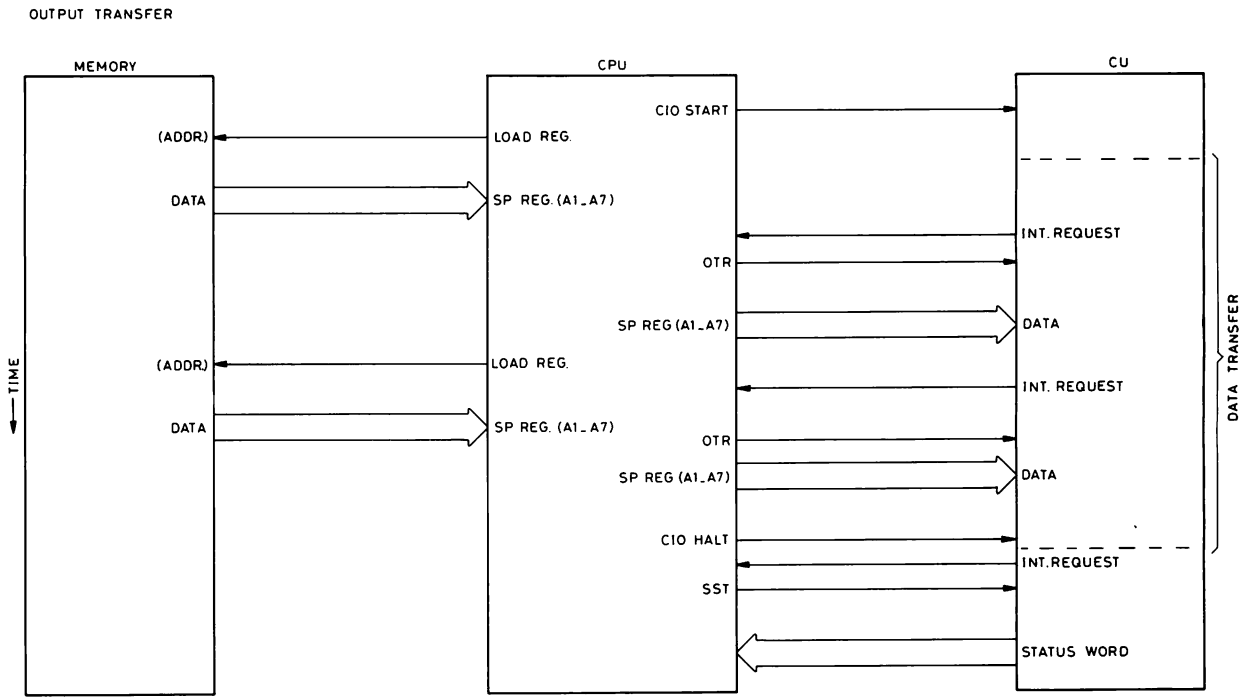 OUTPUT TRANSFER
MEMORY
CPU
CU
CIO START
(ADDR.)
LOAD REG.
DATA
SP REG. (A1_A7)
INT. REQUEST
OTR
SP REG (A1_A7)
DATA
(ADDR.)
LOAD REG.
INT. REQUEST
DATA
SP REG. (A1_A7)
OTR
SP REG (A1_A7)
DATA
CIO HALT
INT. REQUEST
SST
STATUS WORD
TIME
DATA TRANSFER